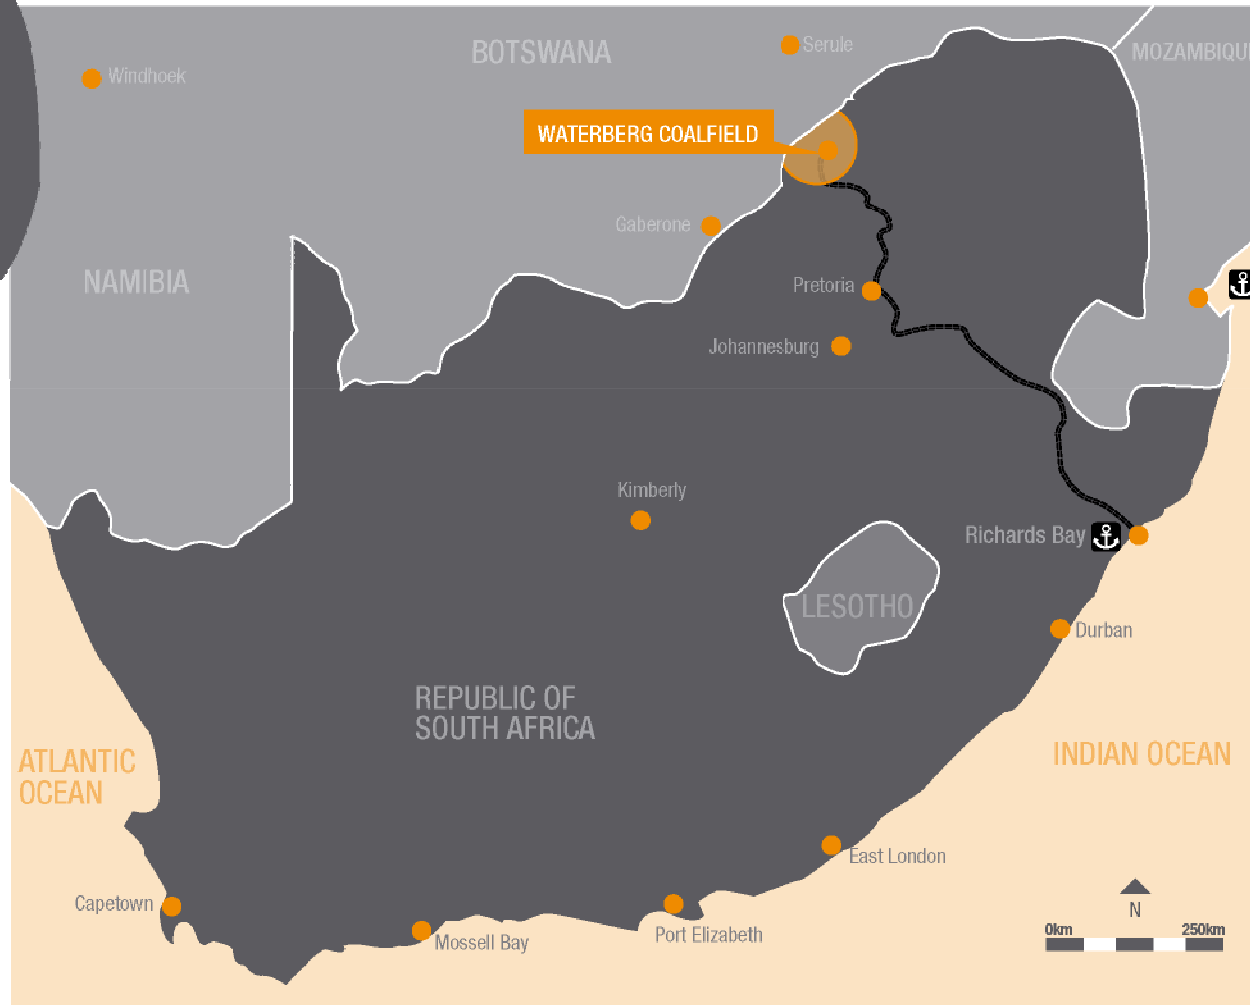 BOTSWANA
Serule
MOZAMBIQU
Windhoek
WATERBERG COALFIELD
Gaberone
NAMIBIA
Pretoria
Johannesburg
Kimberly
Richards Bay
LESOTHO
Durban
REPUBLIC OF
SOUTH AFRICA
ATLANTIC
OCEAN
INDIAN OCEAN
East London
Capetown
Mossell Bay
Port Elizabeth
N
0km 250km